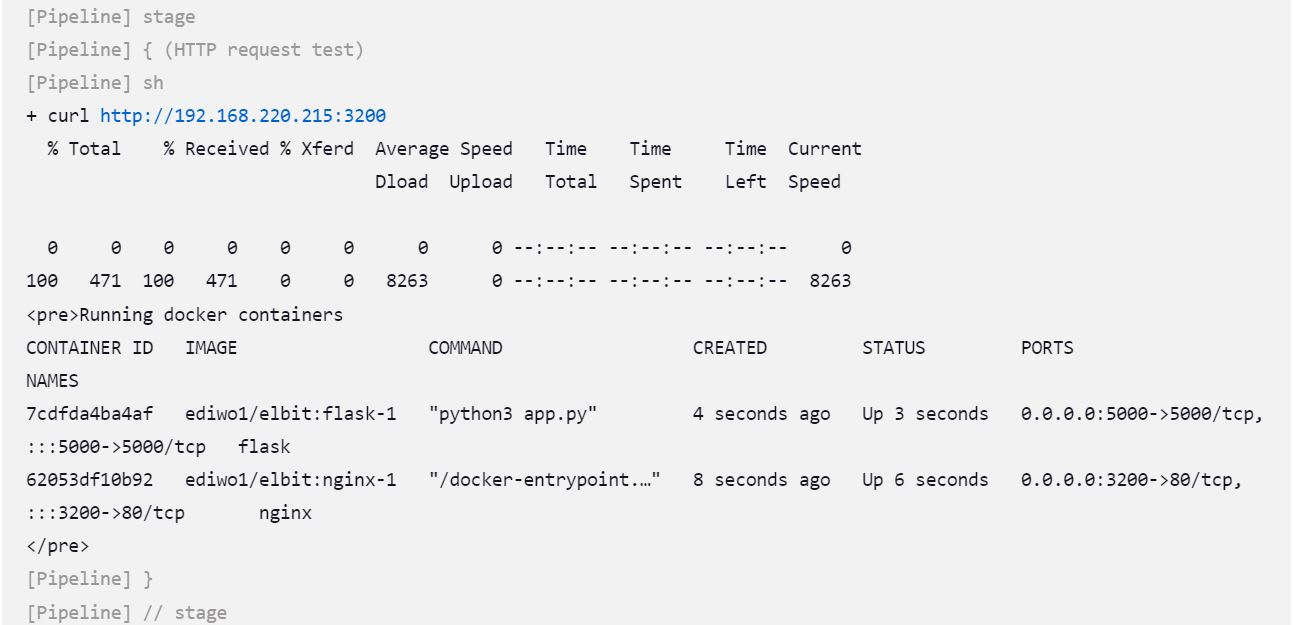 [Pipeline] stage
[Pipeline] { (HTTP request test)
[Pipeline] sh
+ curl http://192.168.220.215:3200
  % Total    % Received % Xferd  Average Speed   Time    Time     Time  Current
                                 Dload  Upload   Total   Spent    Left  Speed
  0     0    0     0    0     0      0      0 --:--:-- --:--:-- --:--:--     0
100   471  100   471    0     0   8263      0 --:--:-- --:--:-- --:--:--  8263
<pre>Running docker containers
CONTAINER ID   IMAGE                  COMMAND                  CREATED         STATUS         PORTS
NAMES
7cdfda4ba4af   ediwo1/elbit:flask-1   "python3 app.py"         4 seconds ago   Up 3 seconds   0.0.0.0:5000->5000/tcp,
:::5000->5000/tcp   flask
62053df10b92   ediwo1/elbit:nginx-1   "/docker-entrypoint.…"   8 seconds ago   Up 6 seconds   0.0.0.0:3200->80/tcp,
:::3200->80/tcp       nginx
</pre>
[Pipeline] }
[Pipeline] // stage